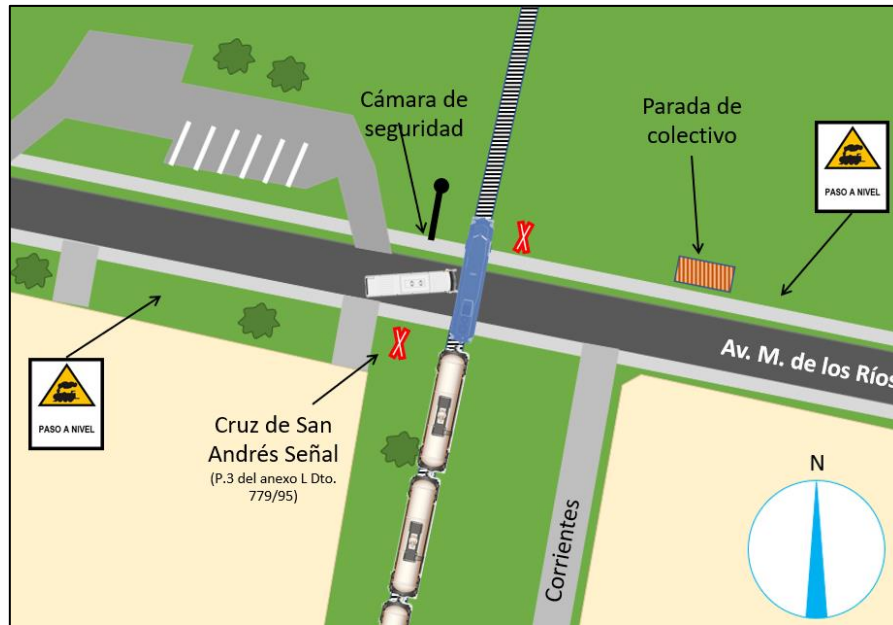 Cámara de
seguridad
Parada de
colectivo
PASO A NIVEL
Av. M. de los Ríos
PASO A NIVEL
Cruz de San
Andrés Señal
(P.3 del anexo L Dto.
779/95)
Corrientes
N